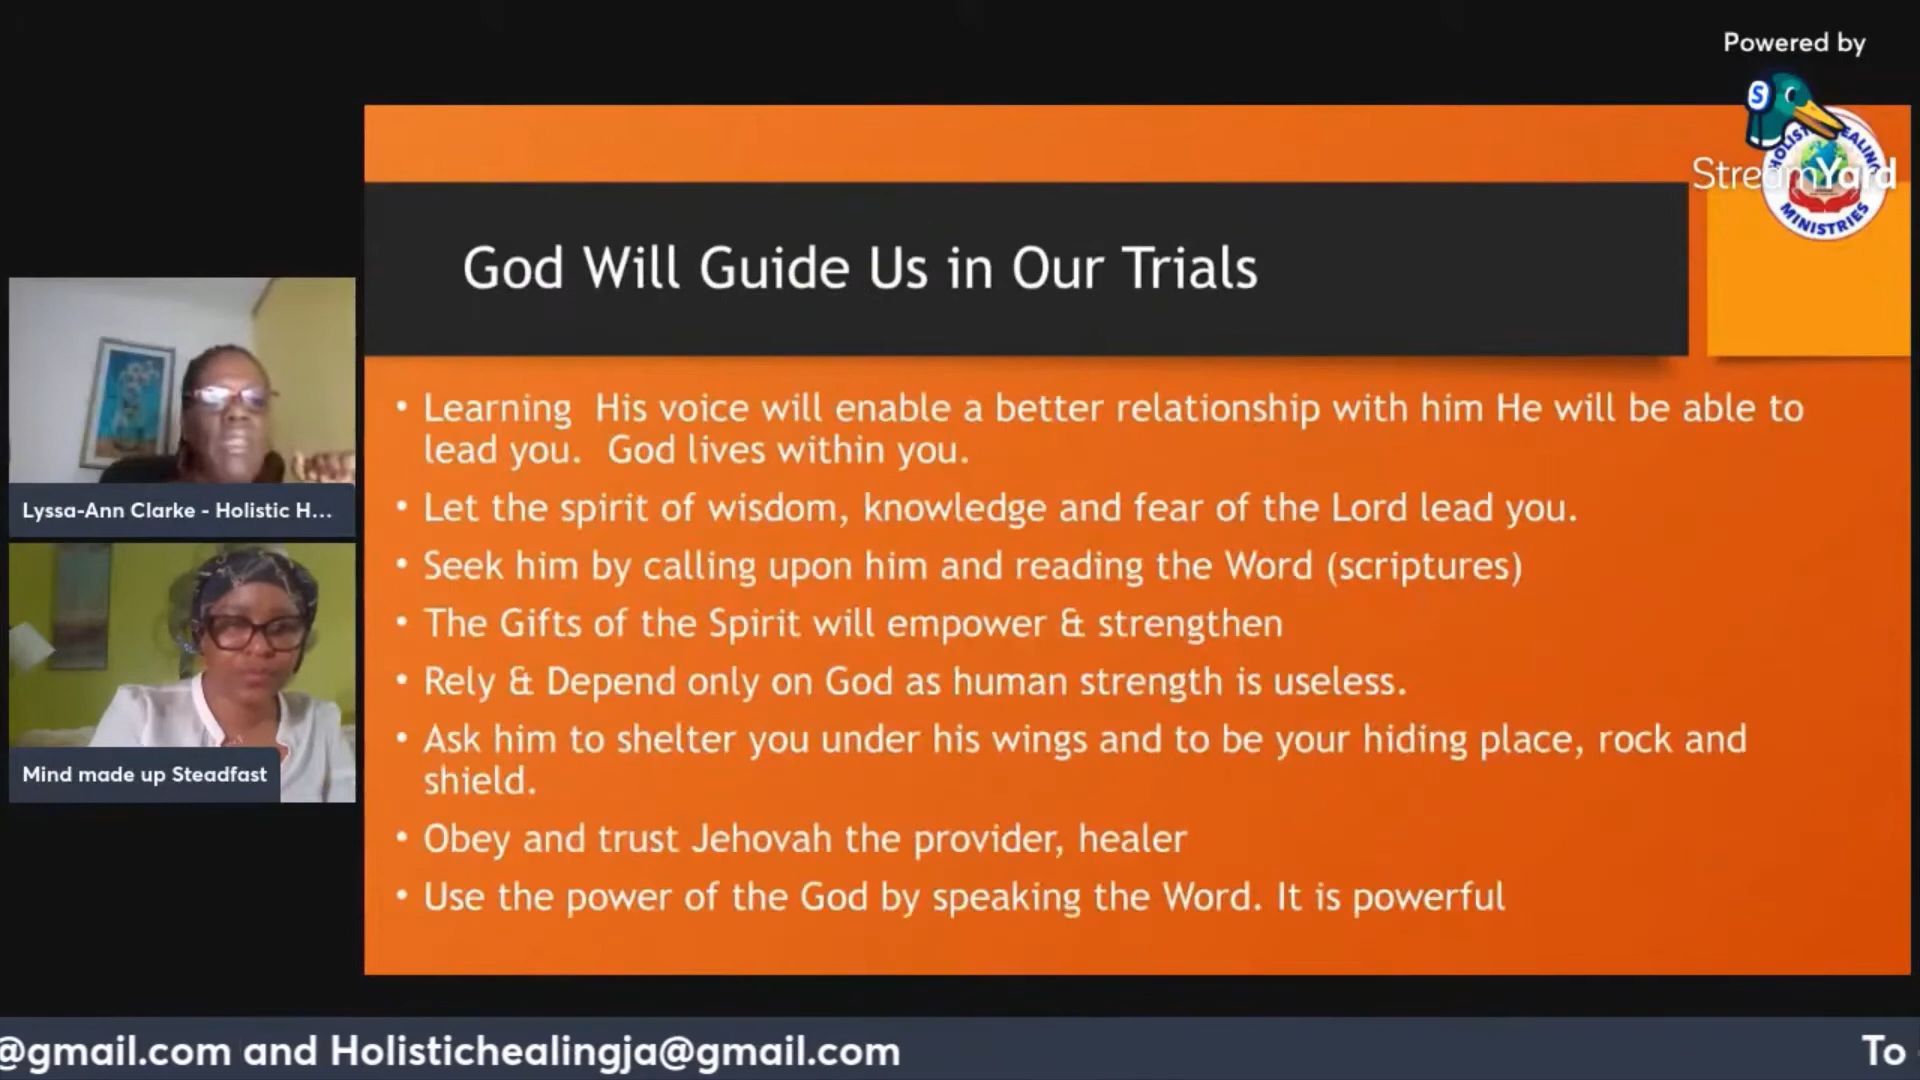 Powered by
S
StreamYard
HOLISTIC HEALING
MINISTRIES
God Will Guide Us in Our Trials
• Learning  His voice will enable a better relationship with him He will be able to
lead you.  God lives within you.
• Let the spirit of wisdom, knowledge and fear of the Lord lead you.
• Seek him by calling upon him and reading the Word (scriptures)
• The Gifts of the Spirit will empower & strengthen
• Rely & Depend only on God as human strength is useless.
• Ask him to shelter you under his wings and to be your hiding place, rock and
shield.
• Obey and trust Jehovah the provider, healer
• Use the power of the God by speaking the Word. It is powerful
Lyssa-Ann Clarke - Holistic H...
Mind made up Steadfast
@gmail.com and Holistichealingja@gmail.com
To